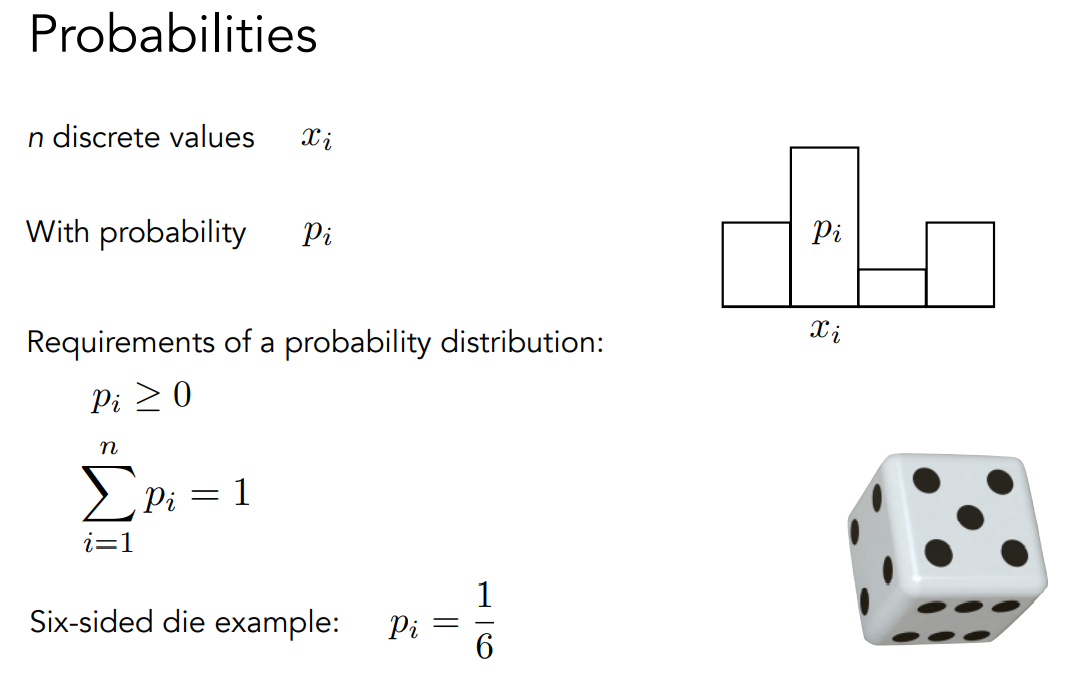 Probabilities
n discrete values x_i
With probability p_i
p_i
x_i
Requirements of a probability distribution:
p_i ≥ 0
\sum_{i=1}^{n} p_i = 1
Six-sided die example: p_i = \frac{1}{6}